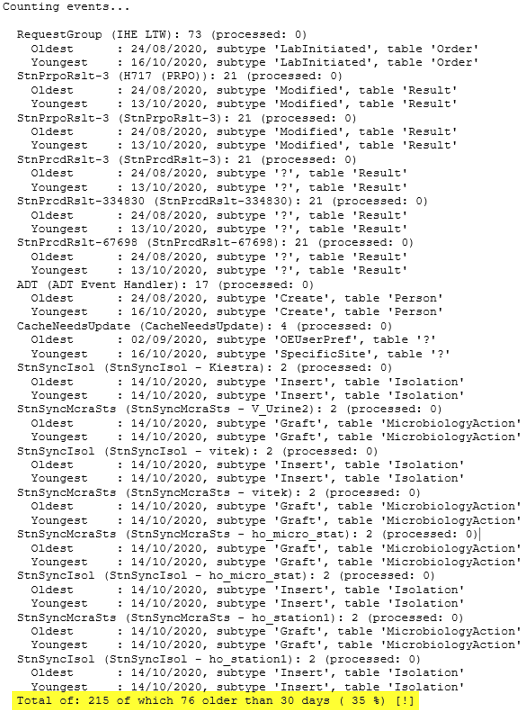 Counting events...
RequestGroup (IHE LTW): 73 (processed: 0)
Oldest : 24/08/2020, subtype 'LabInitiated', table 'Order'
Youngest : 16/10/2020, subtype 'LabInitiated', table 'Order'
StnPrpoRslt-3 (H717 (PRPO)): 21 (processed: 0)
Oldest : 24/08/2020, subtype 'Modified', table 'Result'
Youngest : 13/10/2020, subtype 'Modified', table 'Result'
StnPrpoRslt-3 (StnPrpoRslt-3): 21 (processed: 0)
Oldest : 24/08/2020, subtype 'Modified', table 'Result'
Youngest : 13/10/2020, subtype 'Modified', table 'Result'
StnPrcdRslt-3 (StnPrcdRslt-3): 21 (processed: 0)
Oldest : 24/08/2020, subtype '?', table 'Result'
Youngest : 13/10/2020, subtype '?', table 'Result'
StnPrcdRslt-334830 (StnPrcdRslt-334830): 21 (processed: 0)
Oldest : 24/08/2020, subtype '?', table 'Result'
Youngest : 13/10/2020, subtype '?', table 'Result'
StnPrcdRslt-67698 (StnPrcdRslt-67698): 21 (processed: 0)
Oldest : 24/08/2020, subtype '?', table 'Result'
Youngest : 13/10/2020, subtype '?', table 'Result'
ADT (ADT Event Handler): 17 (processed: 0)
Oldest : 24/08/2020, subtype 'Create', table 'Person'
Youngest : 16/10/2020, subtype 'Create', table 'Person'
CacheNeedsUpdate (CacheNeedsUpdate): 4 (processed: 0)
Oldest : 02/09/2020, subtype 'OEUserPref', table '?'
Youngest : 16/10/2020, subtype 'SpecificSite', table '?'
StnSyncIsol (StnSyncIsol - Kiestra): 2 (processed: 0)
Oldest : 14/10/2020, subtype 'Insert', table 'Isolation'
Youngest : 14/10/2020, subtype 'Insert', table 'Isolation'
StnSyncMcraSts (StnSyncMcraSts - V_Urine2): 2 (processed: 0)
Oldest : 14/10/2020, subtype 'Graft', table 'MicrobiologyAction'
Youngest : 14/10/2020, subtype 'Graft', table 'MicrobiologyAction'
StnSyncIsol (StnSyncIsol - vitek): 2 (processed: 0)
Oldest : 14/10/2020, subtype 'Insert', table 'Isolation'
Youngest : 14/10/2020, subtype 'Insert', table 'Isolation'
StnSyncMcraSts (StnSyncMcraSts - vitek): 2 (processed: 0)
Oldest : 14/10/2020, subtype 'Graft', table 'MicrobiologyAction'
Youngest : 14/10/2020, subtype 'Graft', table 'MicrobiologyAction'
StnSyncMcraSts (StnSyncMcraSts - ho_micro_stat): 2 (processed: 0)
Oldest : 14/10/2020, subtype 'Graft', table 'MicrobiologyAction'
Youngest : 14/10/2020, subtype 'Graft', table 'MicrobiologyAction'
StnSyncIsol (StnSyncIsol - ho_micro_stat): 2 (processed: 0)
Oldest : 14/10/2020, subtype 'Insert', table 'Isolation'
Youngest : 14/10/2020, subtype 'Insert', table 'Isolation'
StnSyncMcraSts (StnSyncMcraSts - ho_station1): 2 (processed: 0)
Oldest : 14/10/2020, subtype 'Graft', table 'MicrobiologyAction'
Youngest : 14/10/2020, subtype 'Graft', table 'MicrobiologyAction'
StnSyncIsol (StnSyncIsol - ho_station1): 2 (processed: 0)
Oldest : 14/10/2020, subtype 'Insert', table 'Isolation'
Youngest : 14/10/2020, subtype 'Insert', table 'Isolation'
Total of: 215 of which 76 older than 30 days ( 35 %) [!]